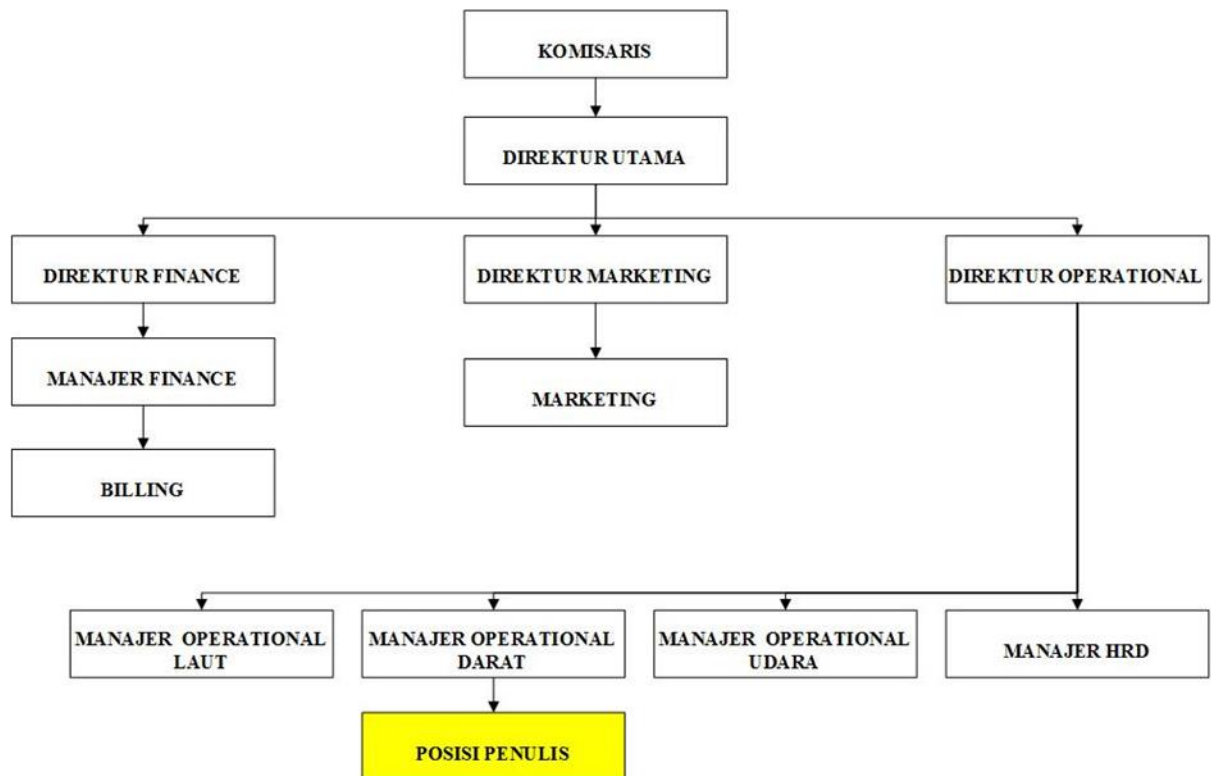 KOMISARIS
DIREKTUR UTAMA
DIREKTUR FINANCE
DIREKTUR MARKETING
DIREKTUR OPERATIONAL
MANAJER FINANCE
MARKETING
BILLING
MANAJER OPERATIONAL
LAUT
MANAJER OPERATIONAL
DARAT
MANAJER OPERATIONAL
UDARA
MANAJER HRD
POSISI PENULIS